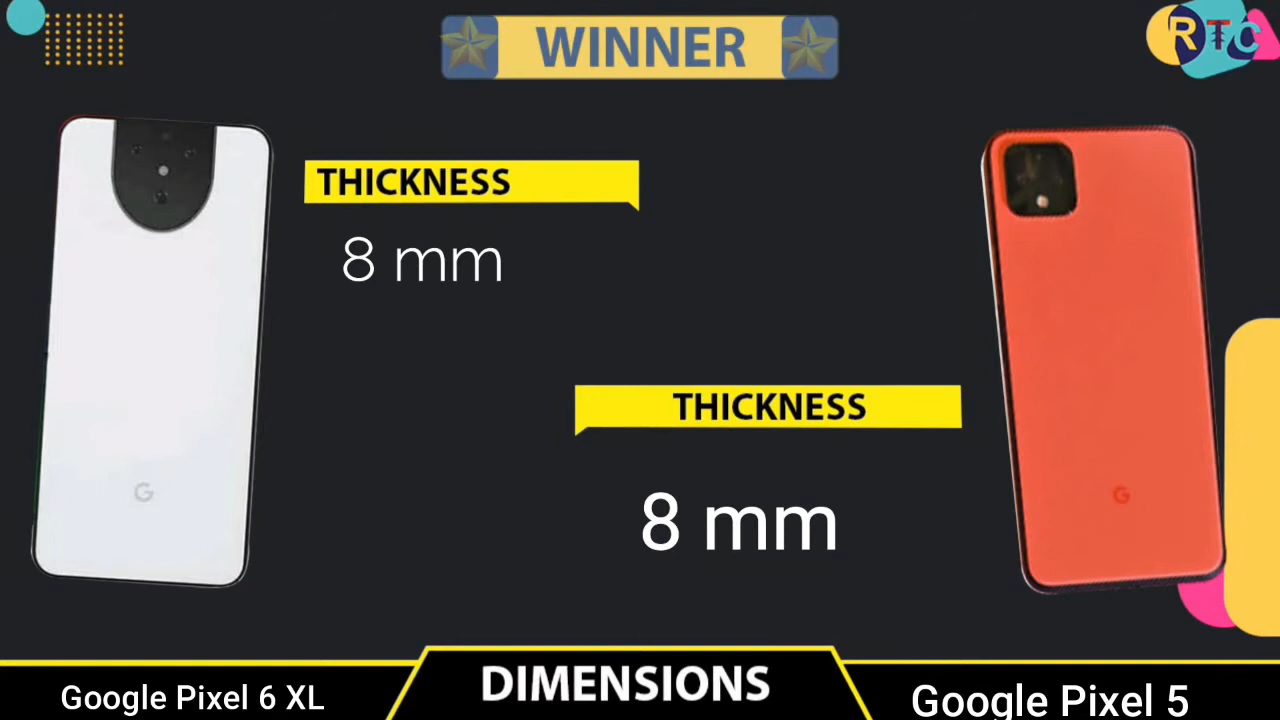 WINNER
RTC
THICKNESS
8 mm
THICKNESS
8 mm
G
G
DIMENSIONS
Google Pixel 6 XL
Google Pixel 5